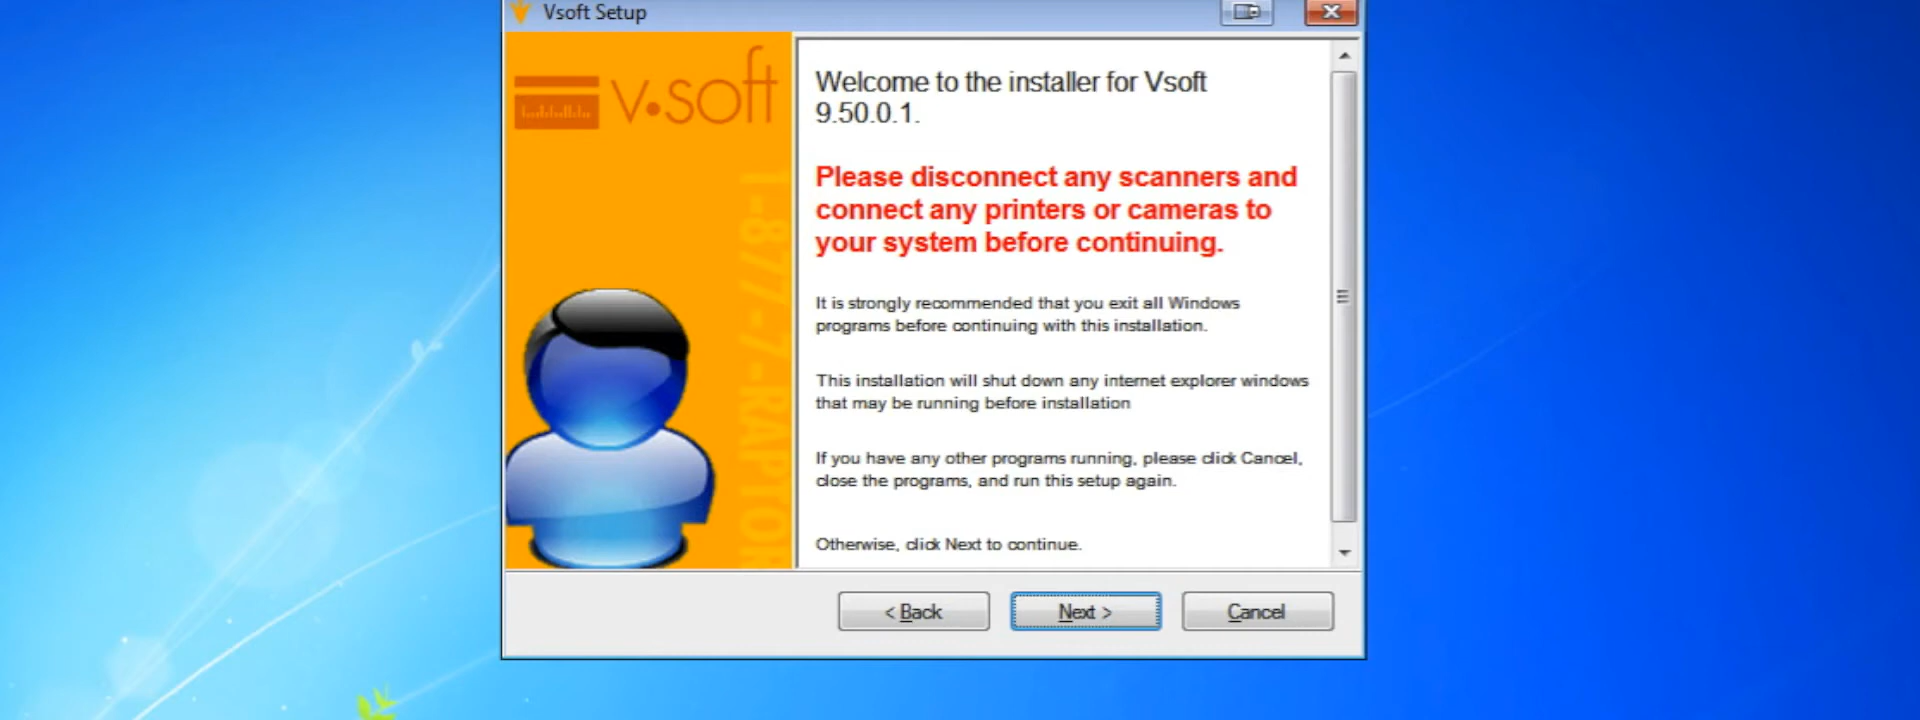 Vsoft Setup
v.soft
1-877-7-RAPTOR
Welcome to the installer for Vsoft
9.50.0.1.
Please disconnect any scanners and
connect any printers or cameras to
your system before continuing.
It is strongly recommended that you exit all Windows
programs before continuing with this installation.
This installation will shut down any internet explorer windows
that may be running before installation
If you have any other programs running, please click Cancel,
close the programs, and run this setup again.
Otherwise, click Next to continue.
< Back
Next >
Cancel